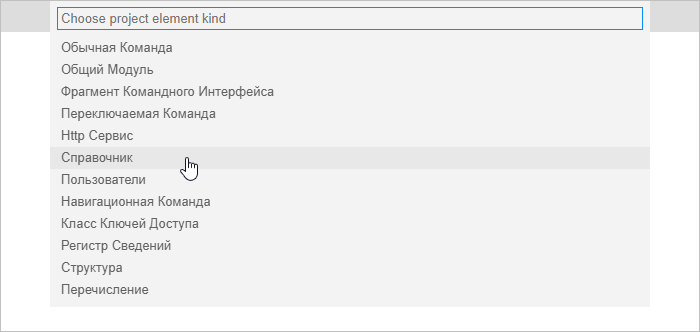 Choose project element kind
Обычная Команда
Общий Модуль
Фрагмент Командного Интерфейса
Переключаемая Команда
Http Сервис
Справочник
Пользователи
Навигационная Команда
Класс Ключей Доступа
Регистр Сведений
Структура
Перечисление